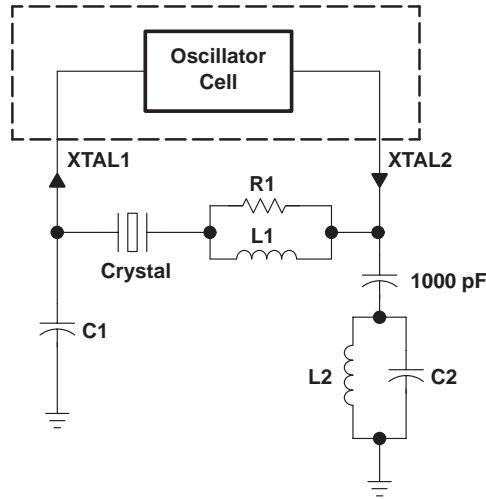 Oscillator
Cell
XTAL1
XTAL2
R1
L1
Crystal
1000 pF
C1
L2
C2